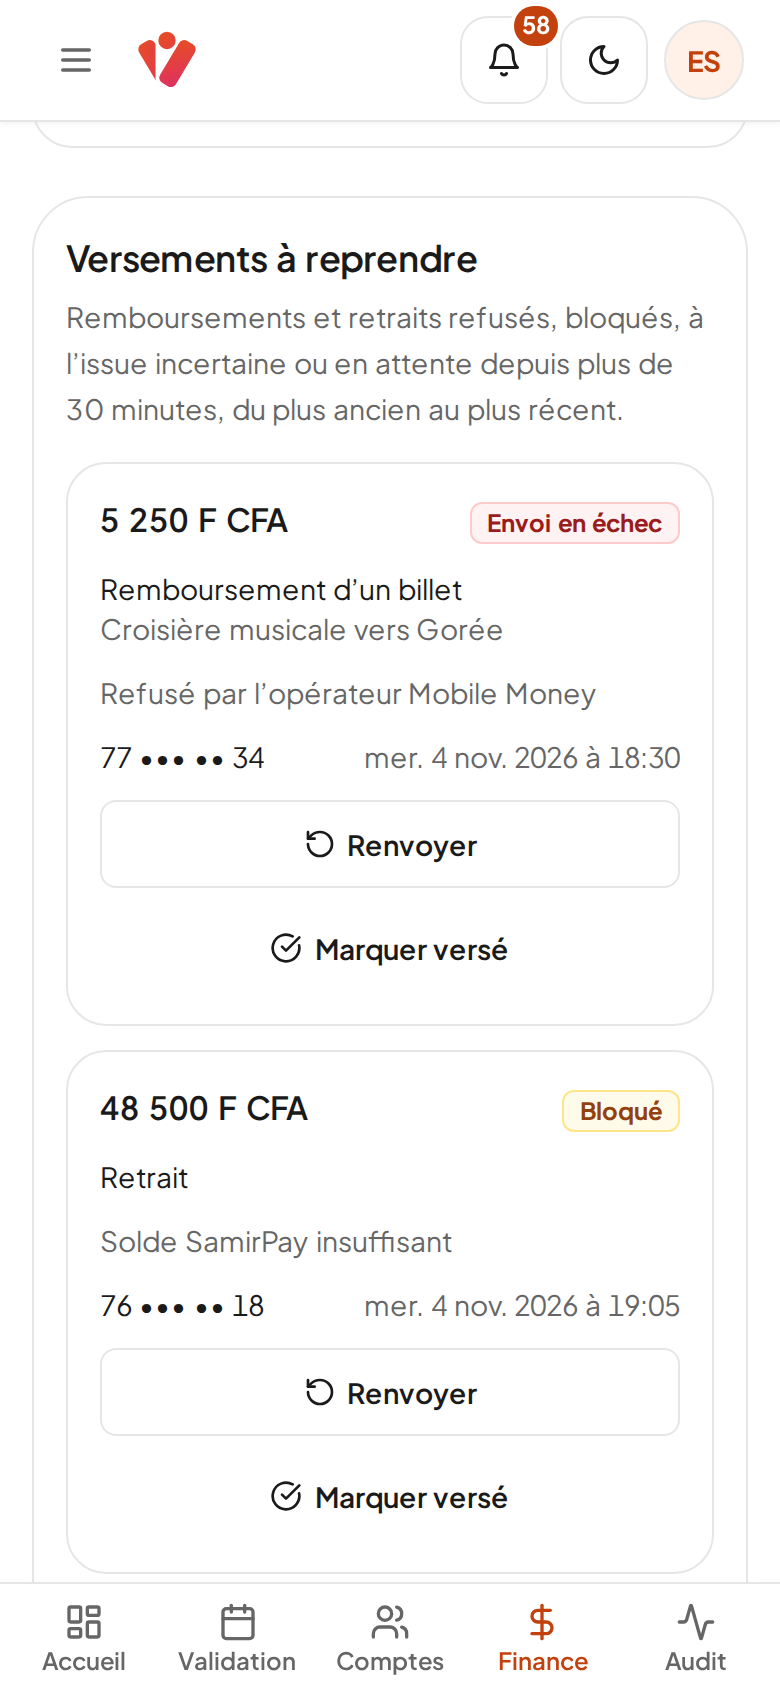 58
ES
Versements à reprendre
Remboursements et retraits refusés, bloqués, à
l’issue incertaine ou en attente depuis plus de
30 minutes, du plus ancien au plus récent.
5 250 F CFA
Envoi en échec
Remboursement d’un billet
Croisière musicale vers Gorée
Refusé par l’opérateur Mobile Money
77 ••• •• 34
mer. 4 nov. 2026 à 18:30
Renvoyer
Marquer versé
48 500 F CFA
Bloqué
Retrait
Solde SamirPay insuffisant
76 ••• •• 18
mer. 4 nov. 2026 à 19:05
Renvoyer
Marquer versé
Accueil
Validation
Comptes
Finance
Audit